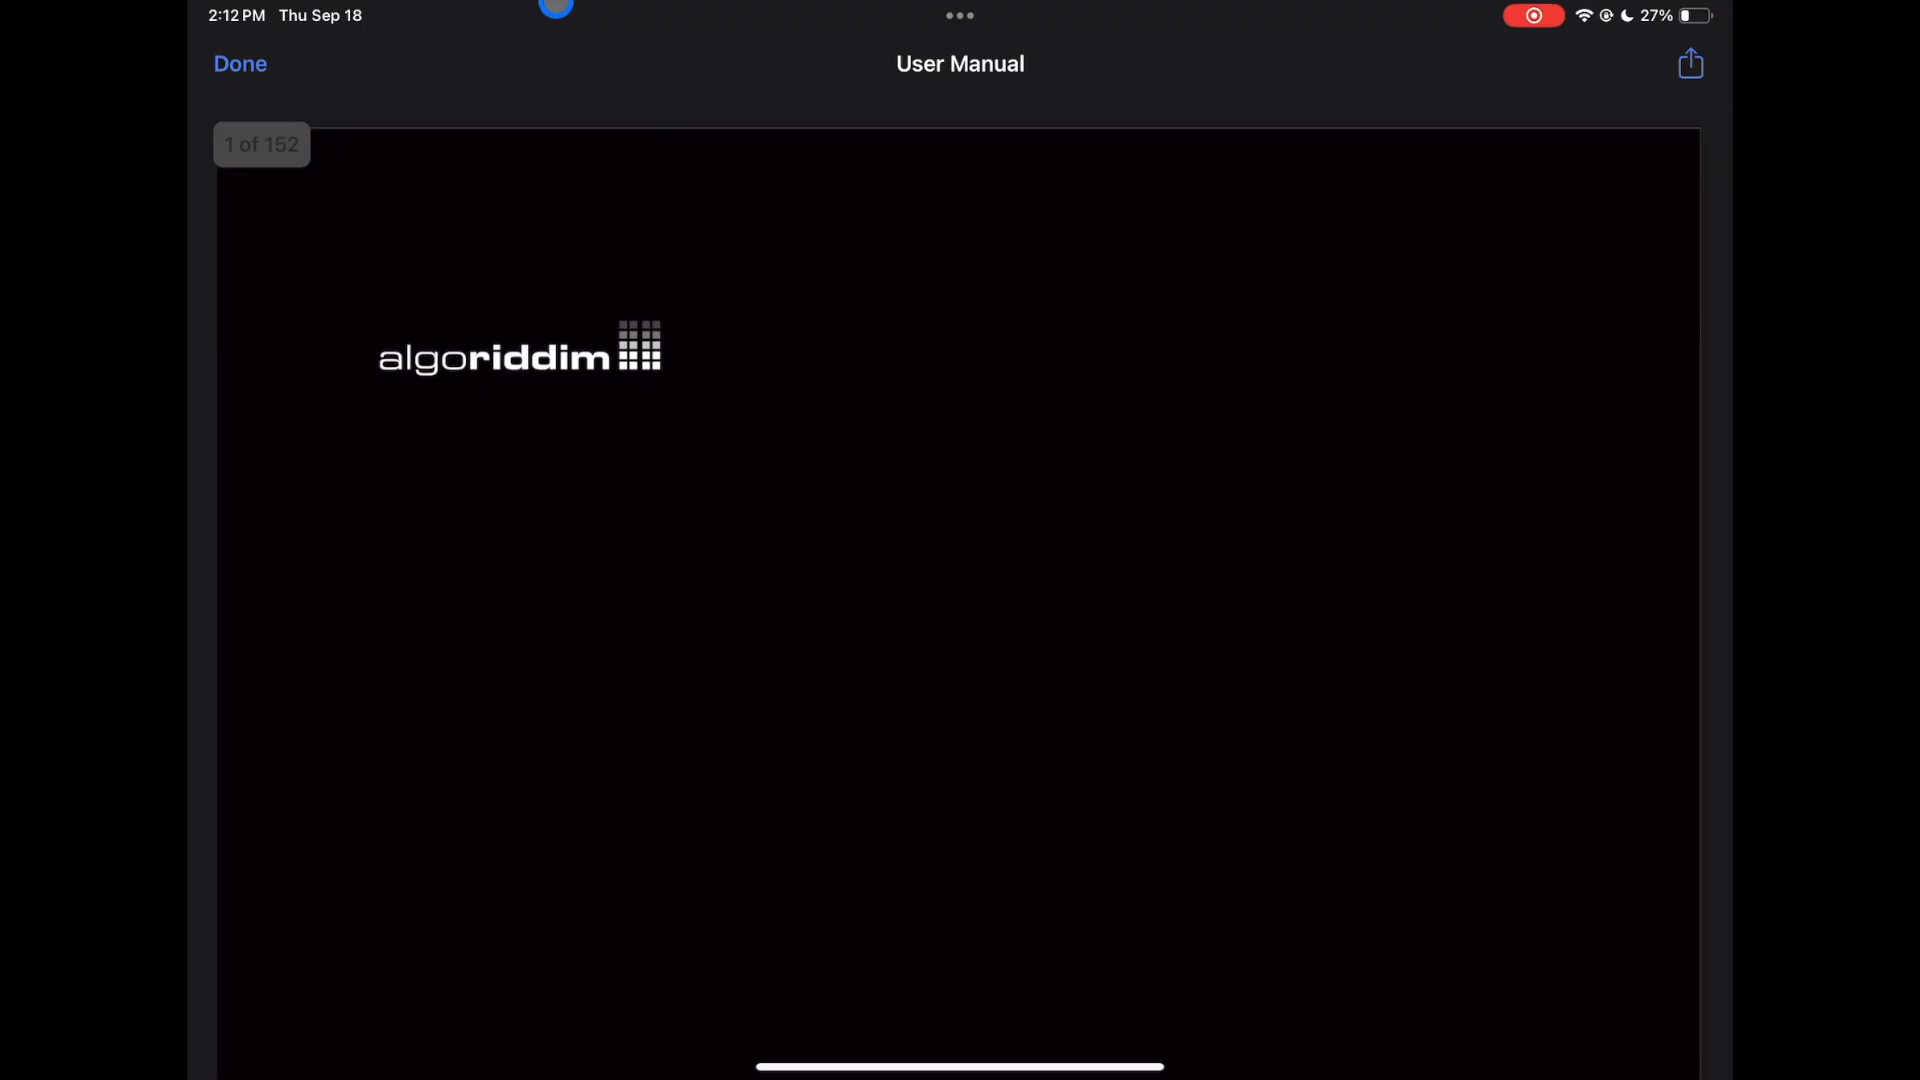 2:12 PM Thu Sep 18
27%
Done
User Manual
1 of 152
algoriddim